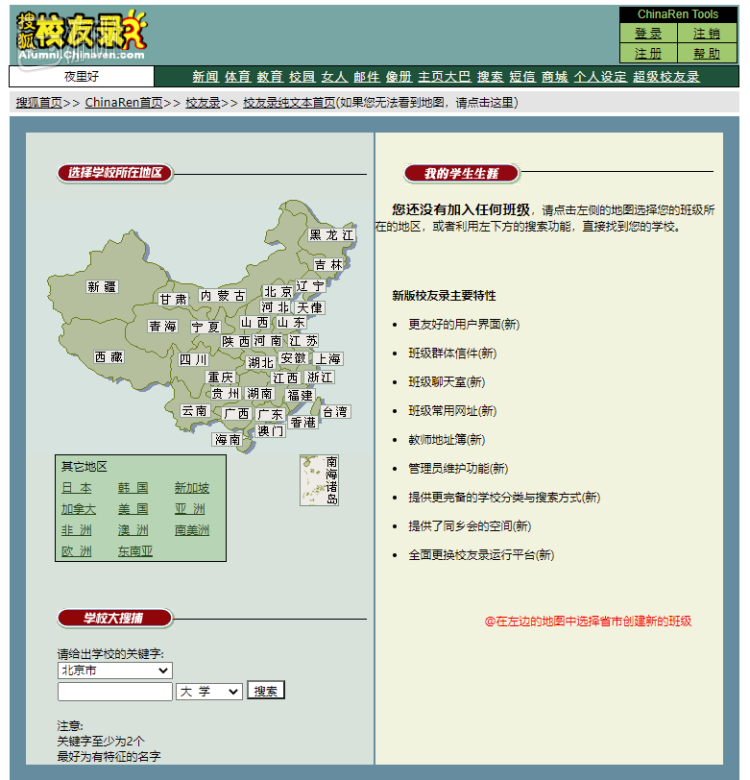 搜狐 校友录
Alumni.Chinaren.com
ChinaRen Tools
登 录 注 销
注 册 帮 助
夜里好
新闻 体育 教育 校园 女人 邮件 像册 主页大巴 搜索 短信 商城 个人设定 超级校友录
搜狐首页>> ChinaRen首页>> 校友录>> 校友录纯文本首页(如果您无法看到地图，请点击这里)
选择学校所在地区
黑 龙 江
吉 林
辽 宁
新 疆
甘 肃
内 蒙 古
北 京
河 北
天 津
青 海
宁 夏
山 西
山 东
陕 西
河 南
江 苏
西 藏
四 川
湖北
安徽
上海
重庆
江西
浙江
贵 州
湖南
福建
云南
广西
广东
台湾
香港
澳门
海南
南海诸岛
其它地区
日 本 韩 国 新加坡
加拿大 美 国 亚 洲
非 洲 澳 洲 南美洲
欧 洲 东南亚
学校大搜捕
请给出学校的关键字:
北京市
大 学 搜索
注意:
关键字至少为2个
最好为有特征的名字
我的学生生涯
您还没有加入任何班级，请点击左侧的地图选择您的班级所
在的地区，或者利用左下方的搜索功能，直接找到您的学校。
新版校友录主要特性
• 更友好的用户界面(新)
• 班级群体信件(新)
• 班级聊天室(新)
• 班级常用网址(新)
• 教师地址簿(新)
• 管理员维护功能(新)
• 提供更完备的学校分类与搜索方式(新)
• 提供了同乡会的空间(新)
• 全面更换校友录运行平台(新)
@在左边的地图中选择省市创建新的班级